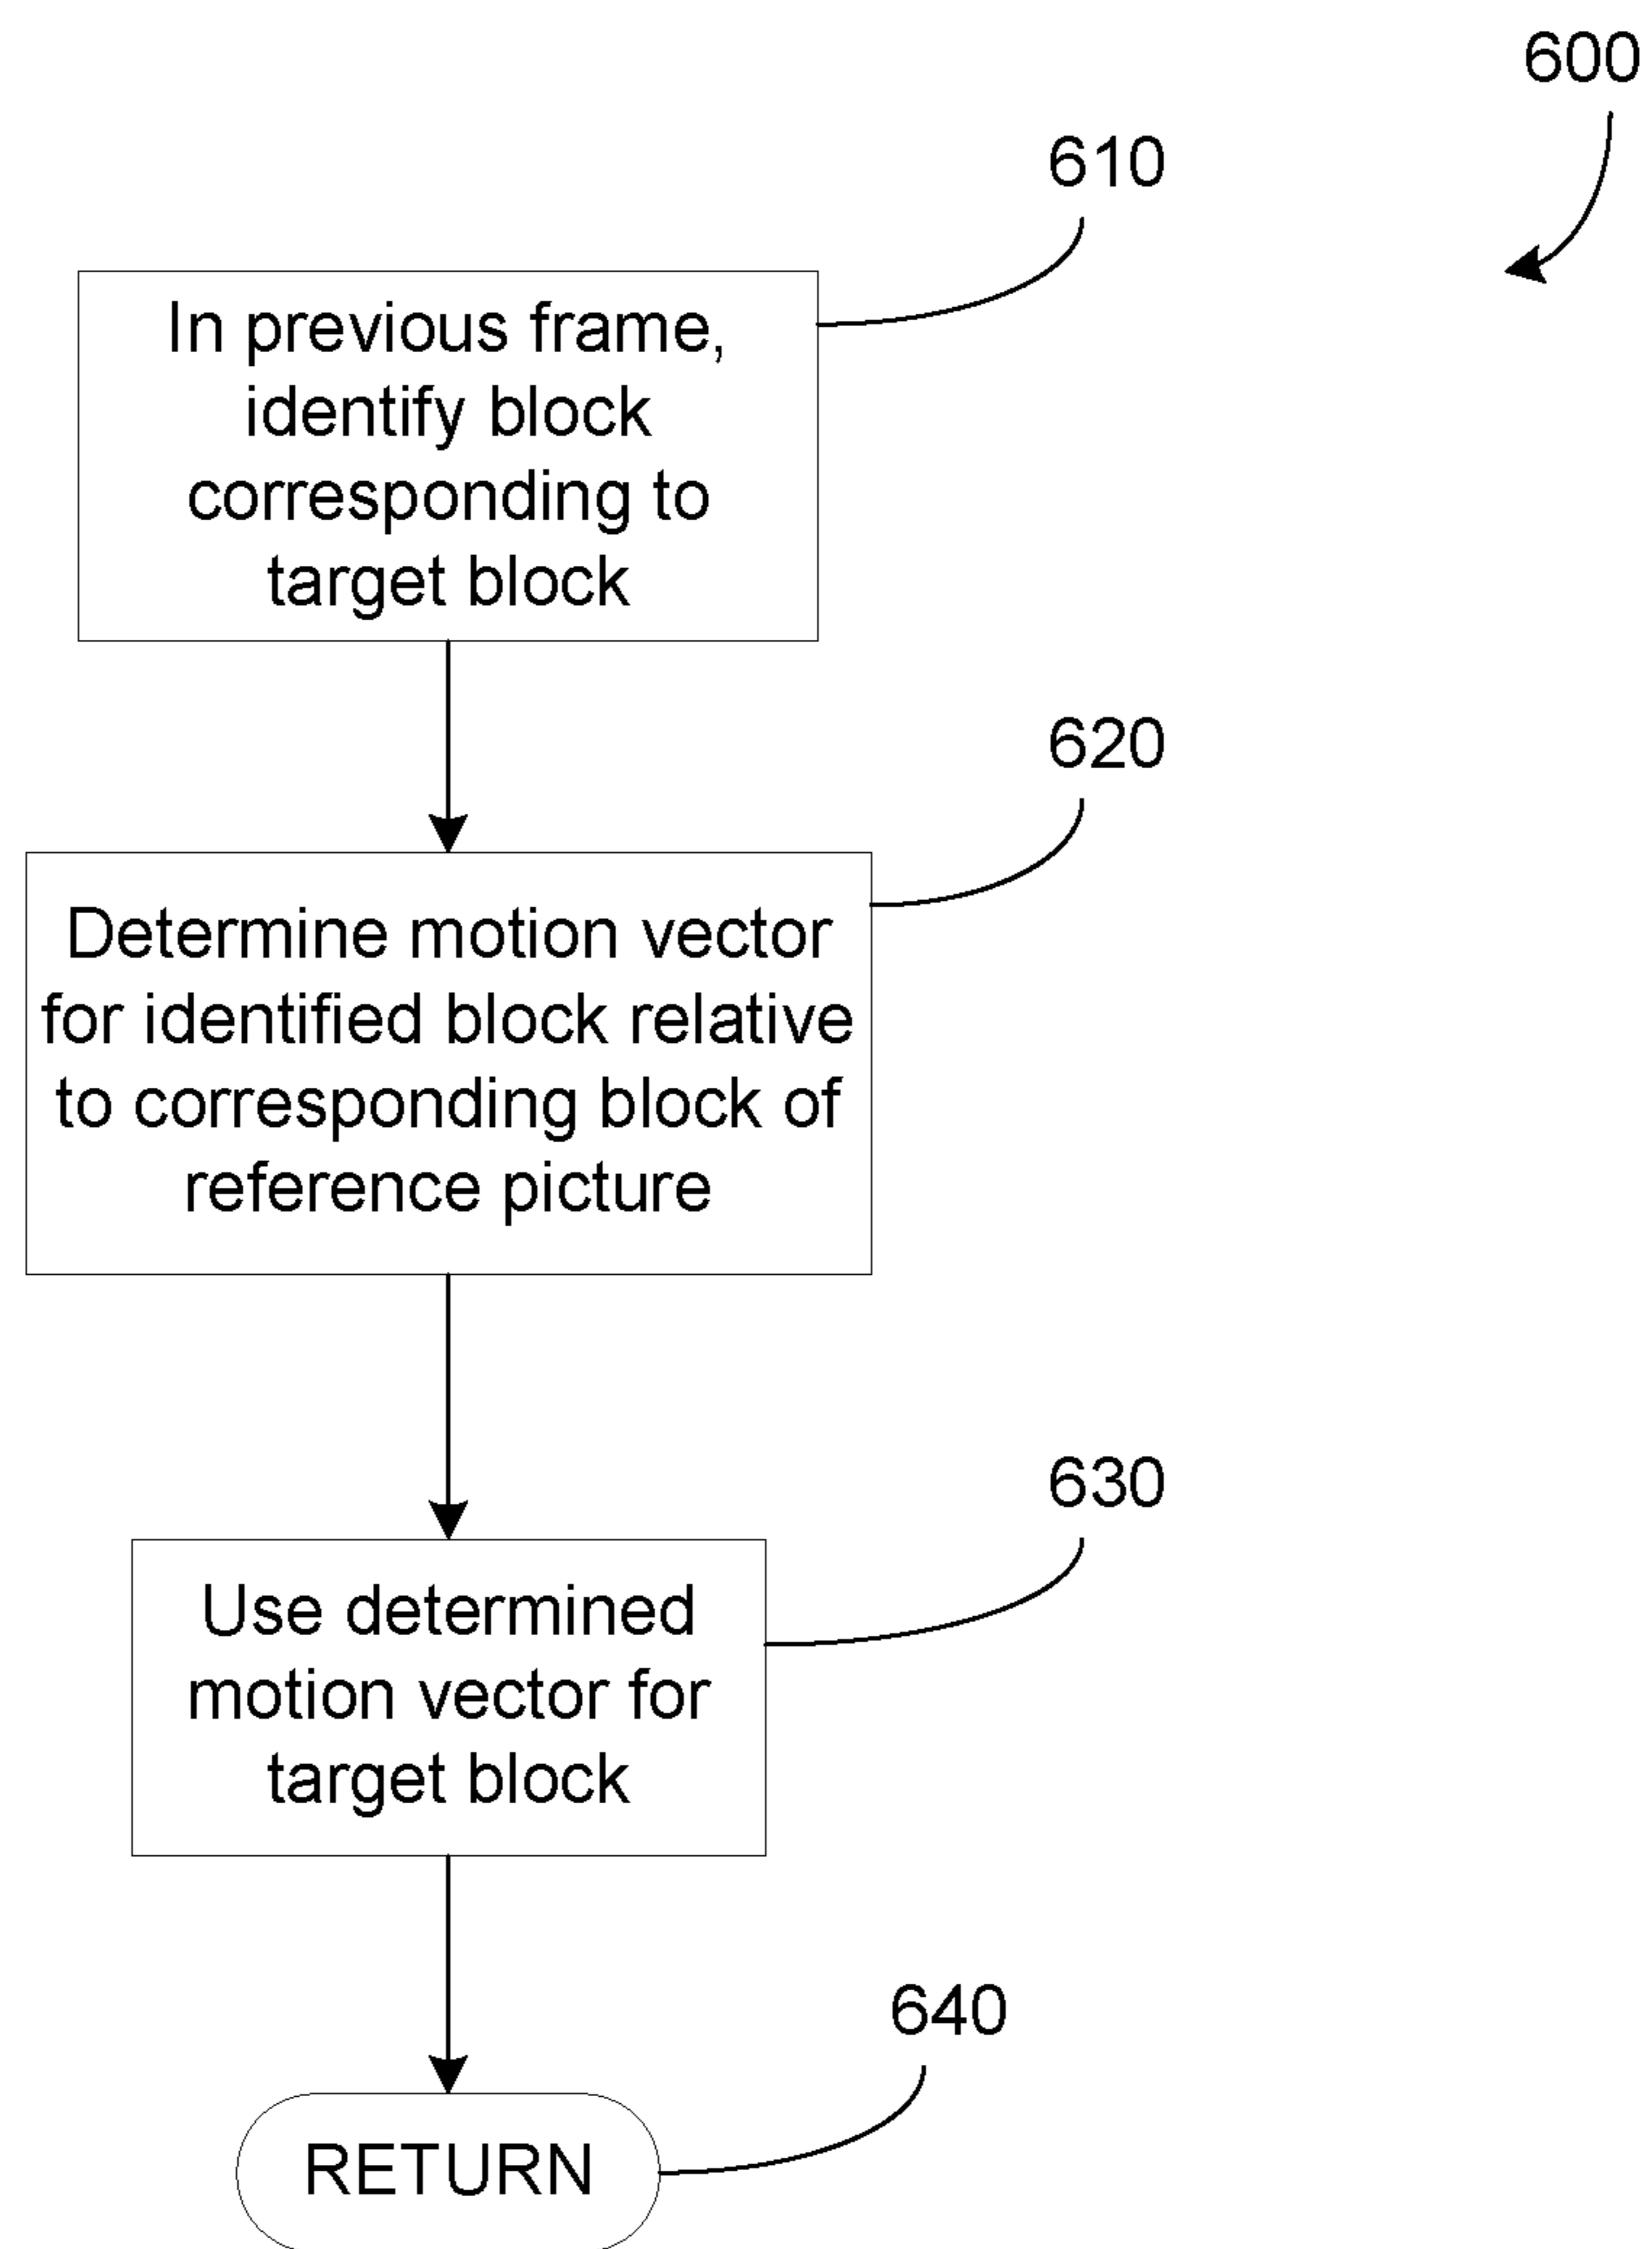 600
610
In previous frame,
identify block
corresponding to
target block
620
Determine motion vector
for identified block relative
to corresponding block of
reference picture
630
Use determined
motion vector for
target block
640
RETURN